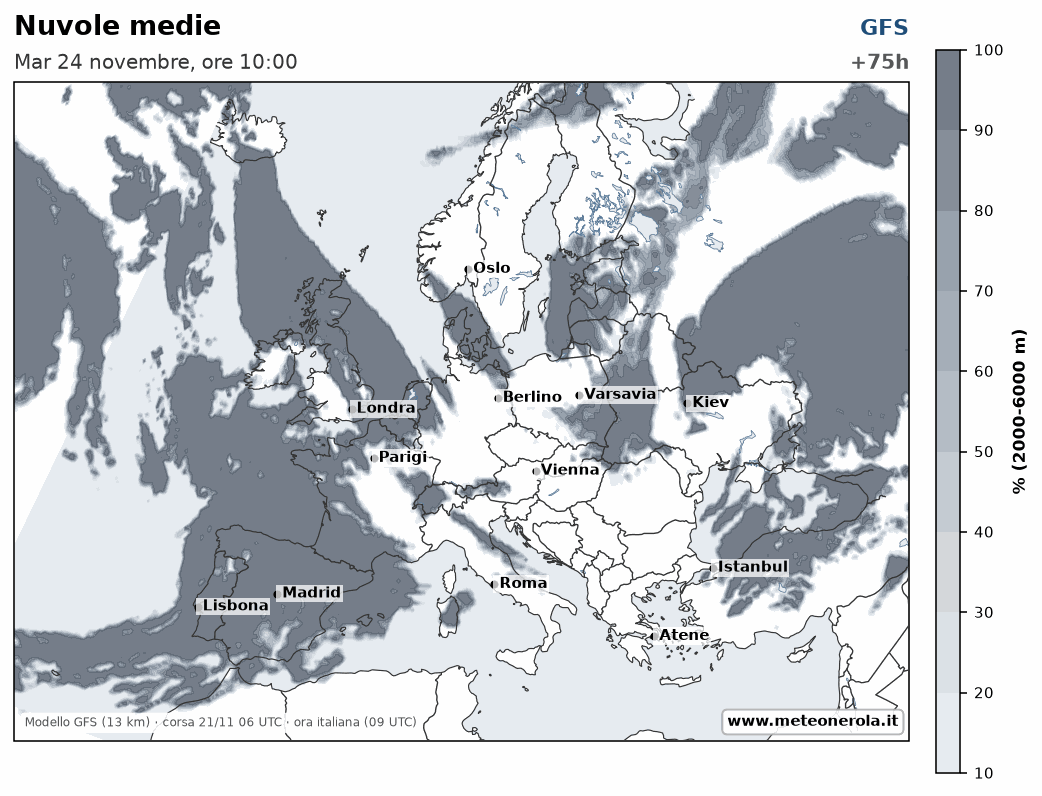 Nuvole medie
GFS
Mar 24 novembre, ore 10:00
+75h
Oslo
Berlino
Varsavia
Kiev
Londra
Parigi
Vienna
Istanbul
Roma
Madrid
Lisbona
Atene
Modello GFS (13 km) · corsa 21/11 06 UTC · ora italiana (09 UTC)
www.meteonerola.it
100
90
80
70
60
50
40
30
20
10
% (2000-6000 m)